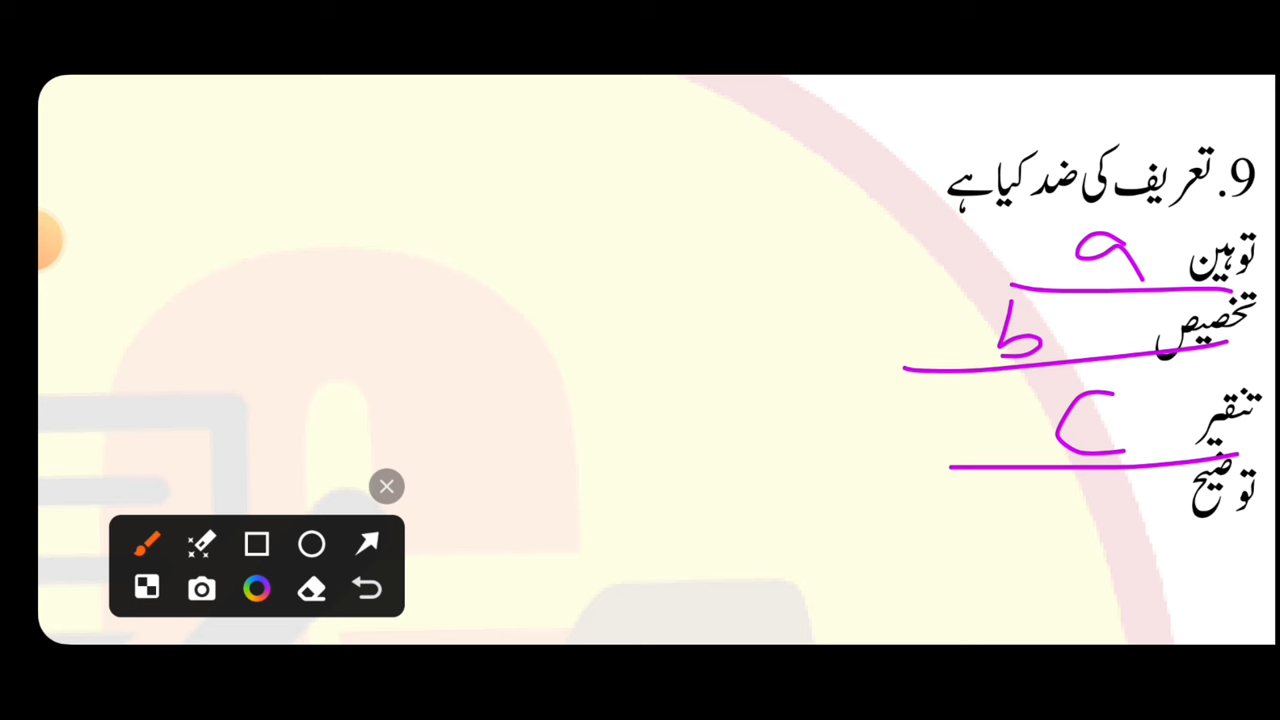 9. تعریف کی ضد کیا ہے
توہین a
تخصیص b
تنقیر c
توضیح